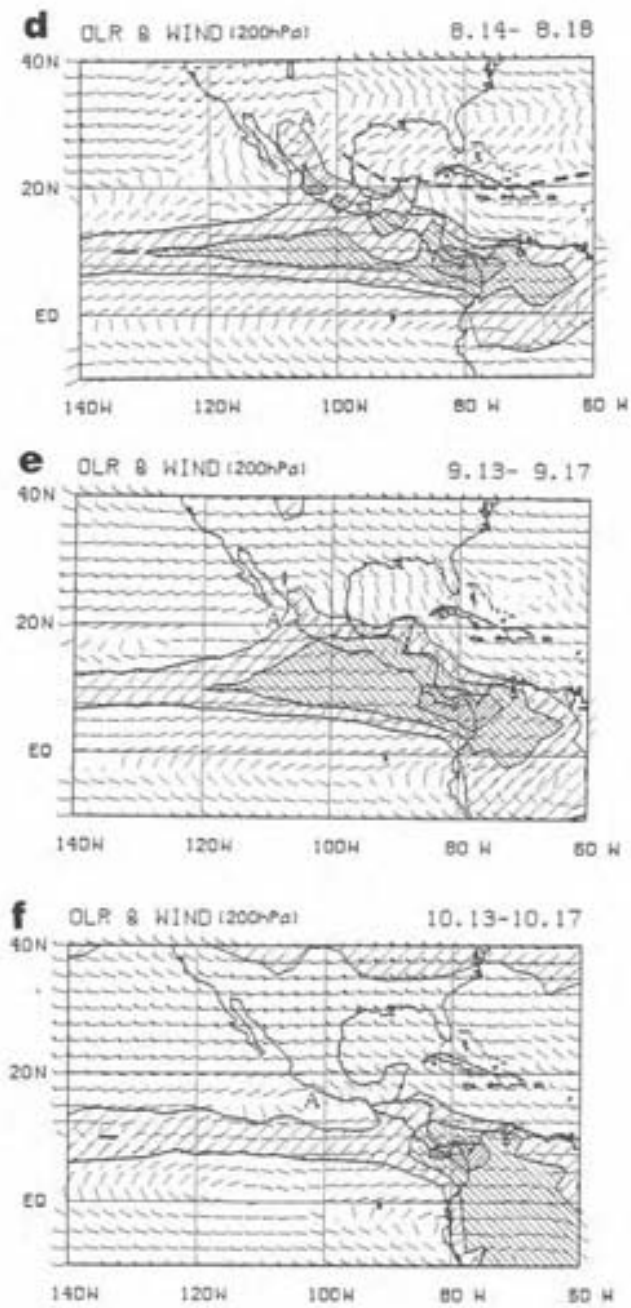 d OLR & WIND (200hPa) 8.14- 8.18
40N
A
20N
EQ
140W 120W 100W 80 W 60 W
e OLR & WIND (200hPa) 9.13- 9.17
40N
20N
A
EQ
140W 120W 100W 80 W 60 W
f OLR & WIND (200hPa) 10.13-10.17
40N
20N
A
EQ
140W 120W 100W 80W 60W